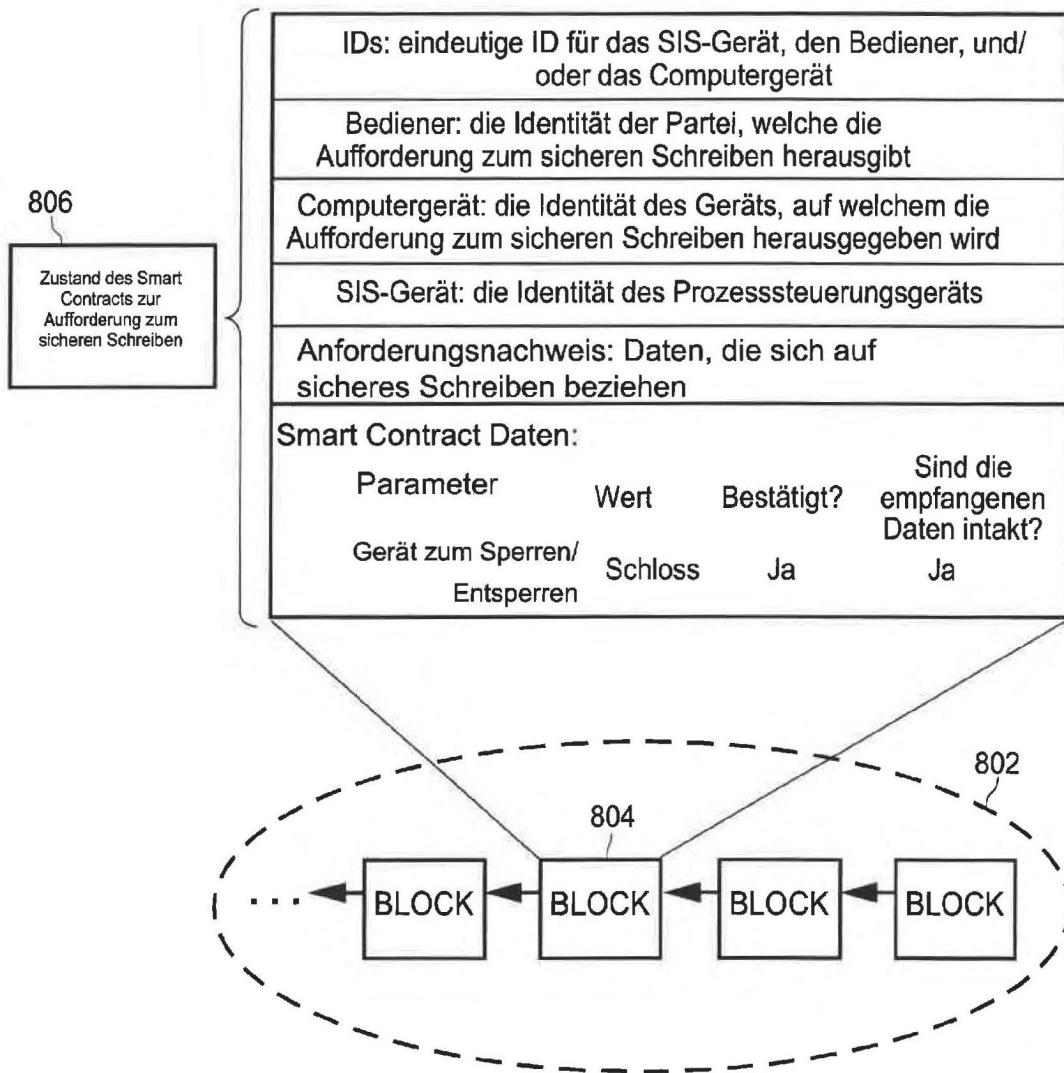 IDs: eindeutige ID für das SIS-Gerät, den Bediener, und/
oder das Computergerät
Bediener: die Identität der Partei, welche die
Aufforderung zum sicheren Schreiben herausgibt
806
Computergerät: die Identität des Geräts, auf welchem die
Aufforderung zum sicheren Schreiben herausgegeben wird
Zustand des Smart
Contracts zur
Aufforderung zum
sicheren Schreiben
SIS-Gerät: die Identität des Prozesssteuerungsgeräts
Anforderungsnachweis: Daten, die sich auf
sicheres Schreiben beziehen
Smart Contract Daten:
Parameter
Wert
Bestätigt?
Sind die
empfangenen
Daten intakt?
Gerät zum Sperren/
Entsperren
Schloss
Ja
Ja
802
804
...
BLOCK
BLOCK
BLOCK
BLOCK